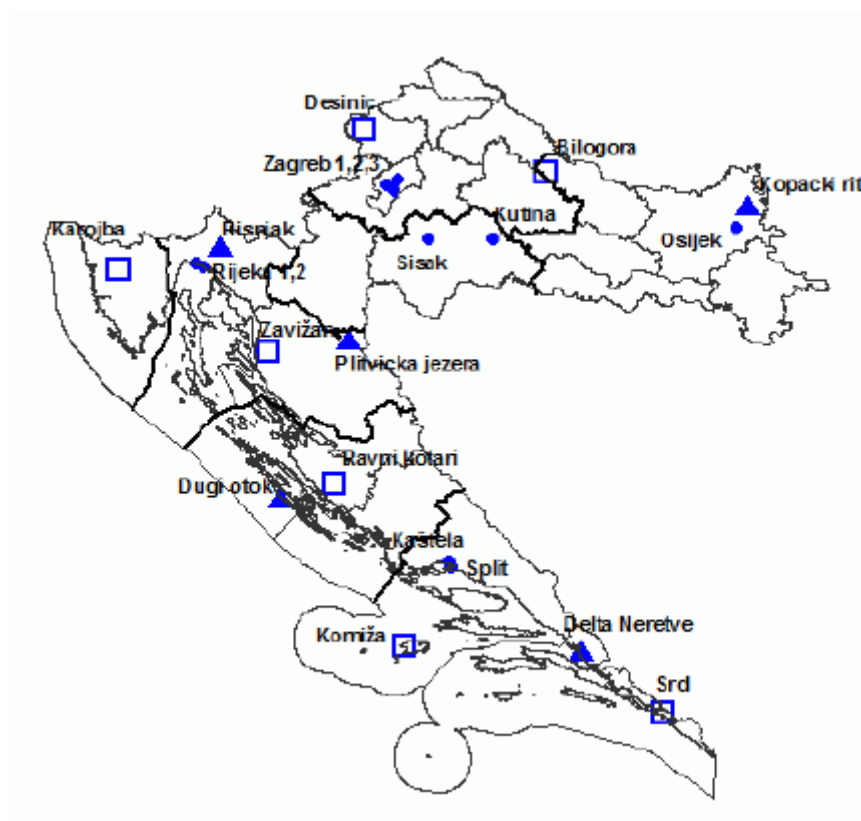 Desinic
Bilogora
Zagreb 1,2,3
Kopacki rit
Kutina
Karojba
Risnjak
Osijek
Sisak
Rijeka 1,2
Zavižan
Plitvicka jezera
Ravni kotari
Dugi otok
Kaštela
Split
Delta Neretve
Komiža
Srd